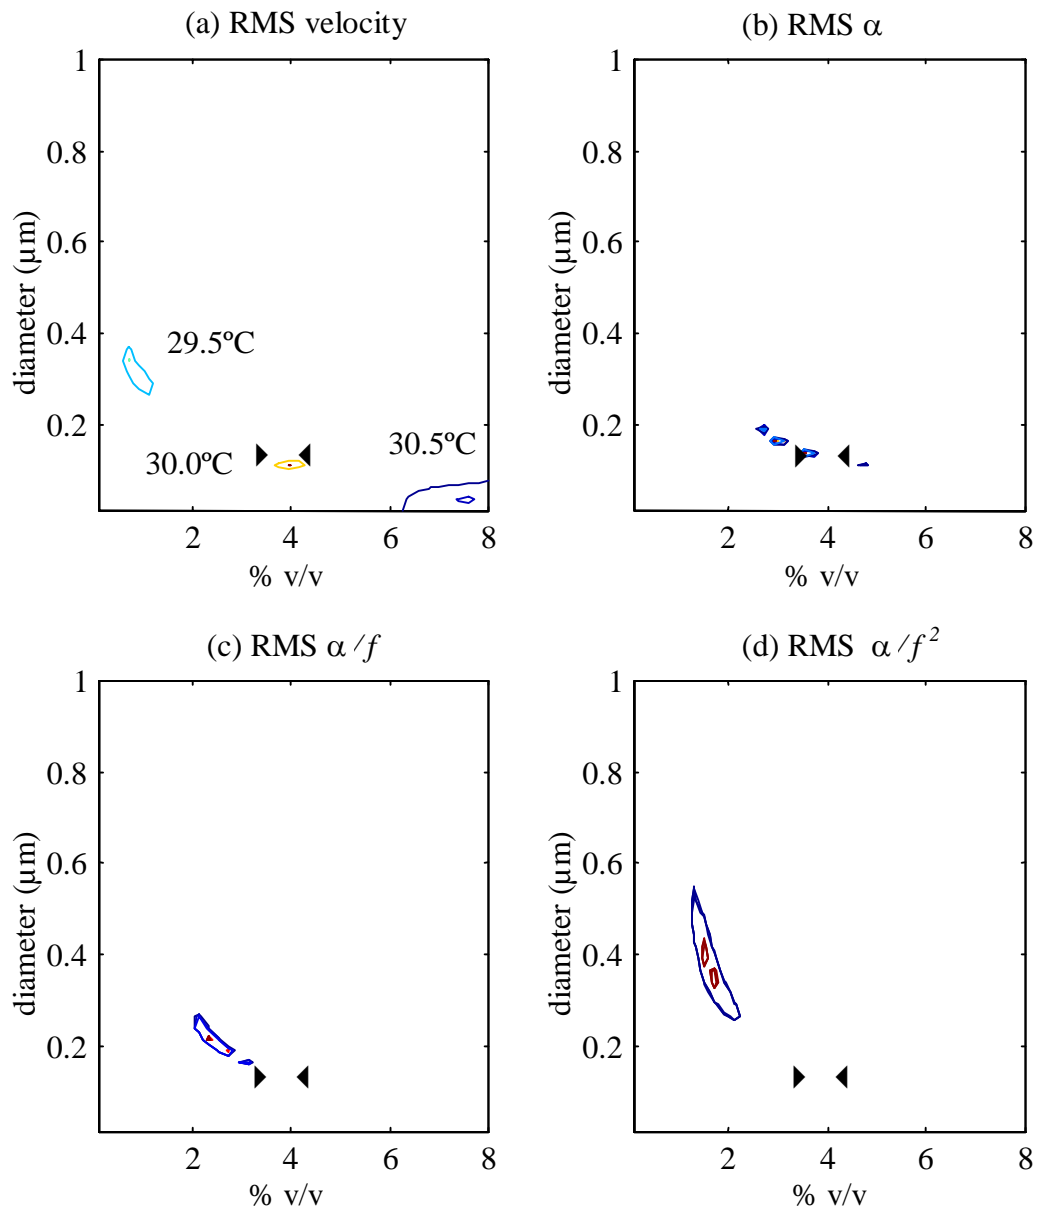 (a) RMS velocity
1
0.8
0.6
0.4
0.2
diameter (μm)
29.5ºC
30.0ºC
30.5ºC
2 4 6 8
% v/v
(b) RMS α
1
0.8
0.6
0.4
0.2
diameter (μm)
2 4 6 8
% v/v
(c) RMS α/f
1
0.8
0.6
0.4
0.2
diameter (μm)
2 4 6 8
% v/v
(d) RMS α/f²
1
0.8
0.6
0.4
0.2
diameter (μm)
2 4 6 8
% v/v